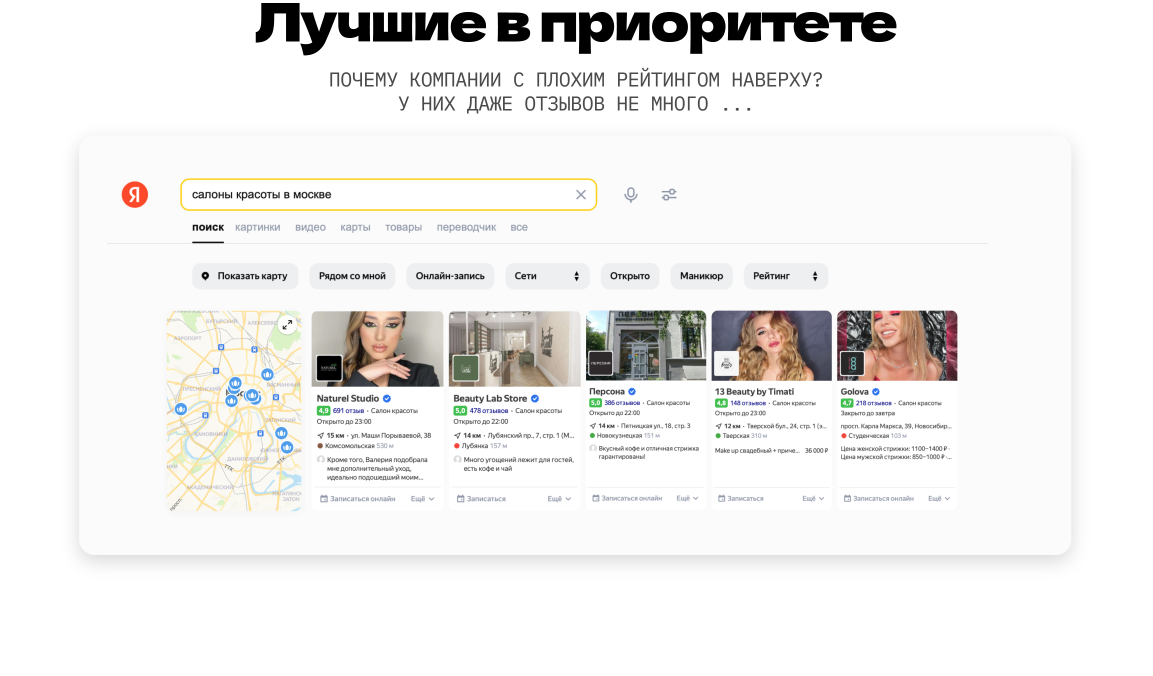 Лучшие в приоритете
ПОЧЕМУ КОМПАНИИ С ПЛОХИМ РЕЙТИНГОМ НАВЕРХУ?
У НИХ ДАЖЕ ОТЗЫВОВ НЕ МНОГО ...
Я
салоны красоты в москве
поиск картинки видео карты товары переводчик все
Показать карту Рядом со мной Онлайн-запись Сети Открыто Маникюр Рейтинг
Naturel Studio
4,9 691 отзыв · Салон красоты
Открыто до 23:00
15 км · ул. Маши Порываевой, 38
Комсомольская 530 м
Кроме того, Валерия подобрала
мне дополнительный уход,
идеально подошедший моим...
Записаться онлайн Ещё
Beauty Lab Store
5,0 478 отзывов · Салон красоты
Открыто до 22:00
14 км · Лубянский пр., 7, стр. 1 (М...
Лубянка 157 м
Много угощений лежит для гостей,
есть кофе и чай
Записаться Ещё
ПЕРСОНА
Персона
5,0 386 отзывов · Салон красоты
Открыто до 22:00
14 км · Пятницкая ул., 18, стр. 3
Новокузнецкая 151 м
Вкусный кофе и отличная стрижка
гарантированы!
Записаться онлайн Ещё
13 Beauty by Timati
4,8 148 отзывов · Салон красоты
Открыто до 23:00
12 км · Тверской бул., 24, стр. 1 (э...
Тверская 310 м
Make up свадебный + приче... 36 000 ₽
Записаться Ещё
Golova
4,7 218 отзывов · Салон красоты
Закрыто до завтра
просп. Карла Маркса, 39, Новосибир...
Студенческая 103 м
Цена женской стрижки: 1100–1400 ₽ ·
Цена мужской стрижки: 850–1000 ₽ ·...
Записаться онлайн Ещё